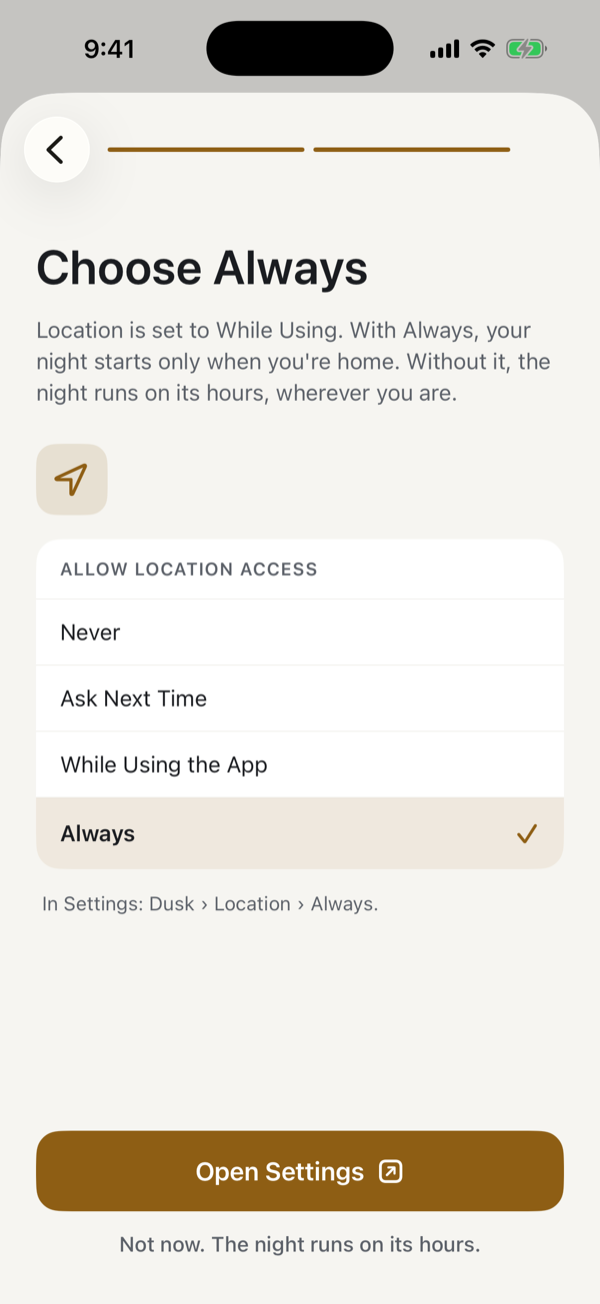 9:41
Choose Always
Location is set to While Using. With Always, your
night starts only when you're home. Without it, the
night runs on its hours, wherever you are.
ALLOW LOCATION ACCESS
Never
Ask Next Time
While Using the App
Always
In Settings: Dusk › Location › Always.
Open Settings
Not now. The night runs on its hours.